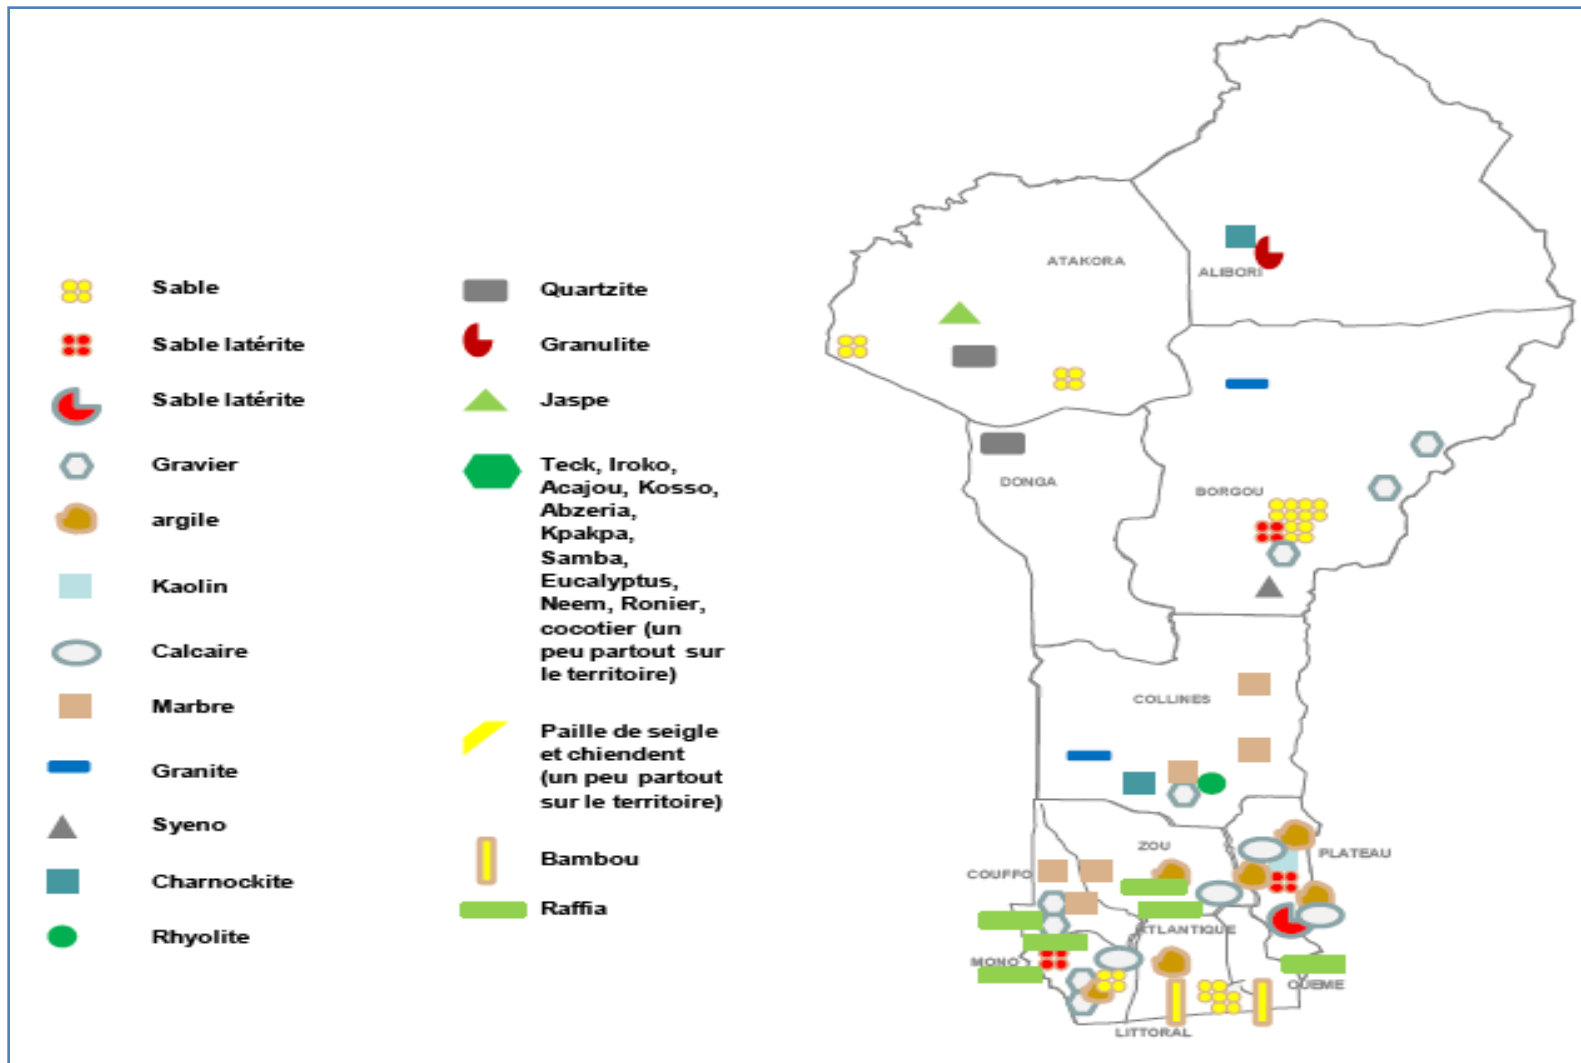 Sable
Sable latérite
Sable latérite
Gravier
argile
Kaolin
Calcaire
Marbre
Granite
Syeno
Charnockite
Rhyolite
Quartzite
Granulite
Jaspe
Teck, Iroko,
Acajou, Kosso,
Abzeria,
Kpakpa,
Samba,
Eucalyptus,
Neem, Ronier,
cocotier (un
peu partout sur
le territoire)
Paille de seigle
et chiendent
(un peu partout
sur le territoire)
Bambou
Raffia
ATAKORA
ALIBORI
DONGA
BORGOU
COLLINES
ZOU
PLATEAU
COUFFO
ATLANTIQUE
MONO
OUEME
LITTORAL